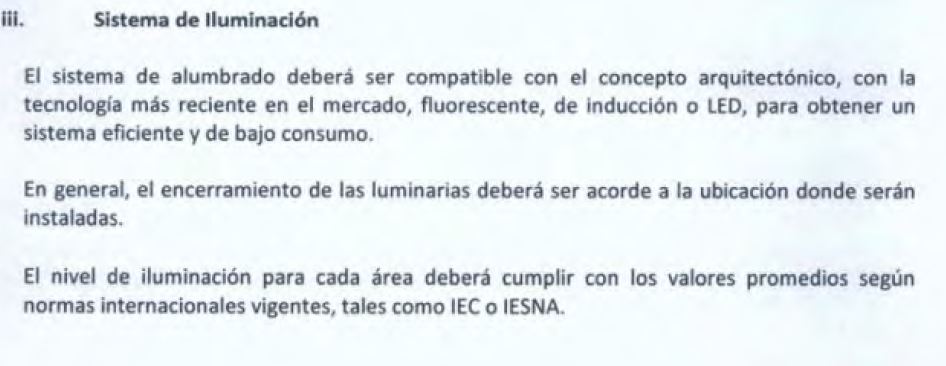 iii. Sistema de Iluminación
El sistema de alumbrado deberá ser compatible con el concepto arquitectónico, con la
tecnología más reciente en el mercado, fluorescente, de inducción o LED, para obtener un
sistema eficiente y de bajo consumo.
En general, el encerramiento de las luminarias deberá ser acorde a la ubicación donde serán
instaladas.
El nivel de iluminación para cada área deberá cumplir con los valores promedios según
normas internacionales vigentes, tales como IEC o IESNA.